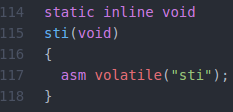 114 static inline void
115 sti(void)
116 {
117   asm volatile("sti");
118 }